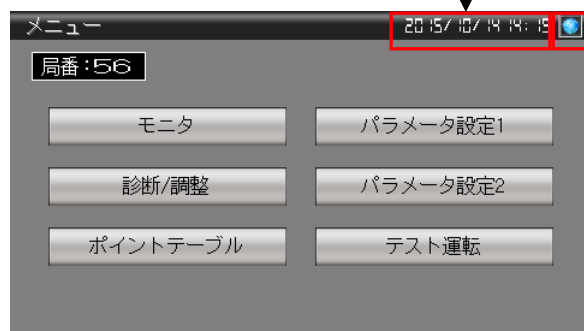 メニュー 2015/10/14 14:15
局番:56
モニタ パラメータ設定1
診断/調整 パラメータ設定2
ポイントテーブル テスト運転